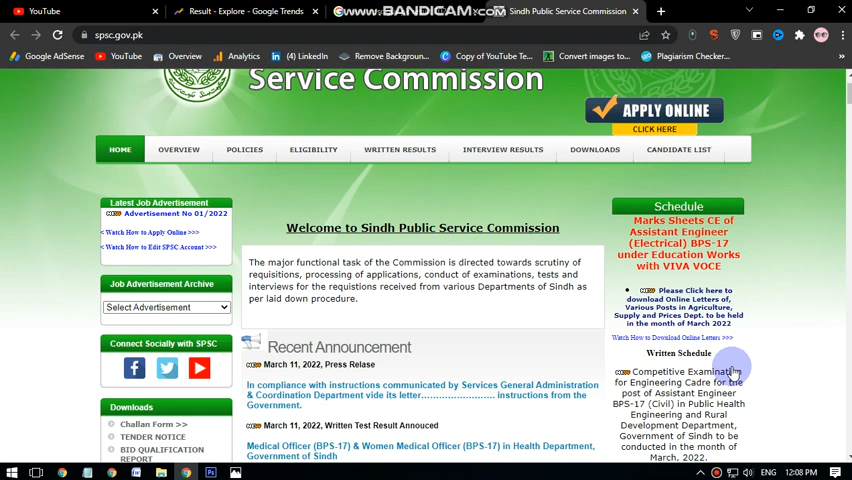 YouTube
Result - Explore - Google Trends
www.BANDICAM.com
Sindh Public Service Commission
spsc.gov.pk
Google AdSense
YouTube
Overview
Analytics
(4) LinkedIn
Remove Backgroun...
Copy of YouTube Te...
Convert images to...
Plagiarism Checker...
Service Commission
APPLY ONLINE
CLICK HERE
HOME
OVERVIEW
POLICIES
ELIGIBILITY
WRITTEN RESULTS
INTERVIEW RESULTS
DOWNLOADS
CANDIDATE LIST
Latest Job Advertisement
Advertisement No 01/2022
< Watch How to Apply Online >>>
< Watch How to Edit SPSC Account >>>
Job Advertisement Archive
Select Advertisement
Connect Socially with SPSC
Downloads
Challan Form >>
TENDER NOTICE
BID QUALIFICATION
REPORT
Welcome to Sindh Public Service Commission
The major functional task of the Commission is directed towards scrutiny of
requisitions, processing of applications, conduct of examinations, tests and
interviews for the requistions received from various Departments of Sindh as
per laid down procedure.
Recent Announcement
March 11, 2022, Press Relase
In compliance with instructions communicated by Services General Administration
& Coordination Department vide its letter........................ instructions from the
Government.
March 11, 2022, Written Test Result Annouced
Medical Officer (BPS-17) & Women Medical Officer (BPS-17) in Health Department,
Government of Sindh
Schedule
Marks Sheets CE of
Assistant Engineer
(Electrical) BPS-17
under Education Works
with VIVA VOCE
Please Click here to
download Online Letters of,
Various Posts in Agriculture,
Supply and Prices Dept. to be held
in the month of March 2022
Watch How to Download Online Letters >>>
Written Schedule
Competitive Examination
for Engineering Cadre for the
post of Assistant Engineer
BPS-17 (Civil) in Public Health
Engineering and Rural
Development Department,
Government of Sindh to be
conducted in the month of
March, 2022.
ENG
12:08 PM